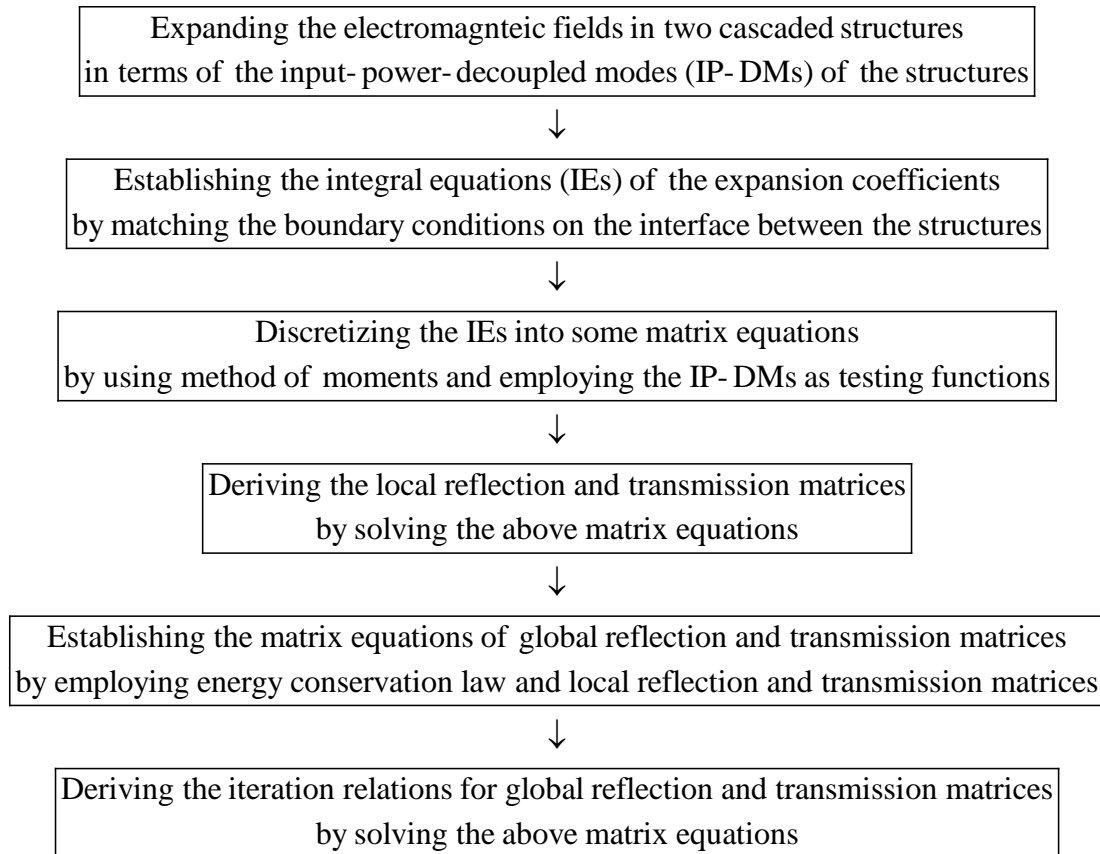 Expanding the electromagnteic fields in two cascaded structures
in terms of the input-power-decoupled modes (IP-DMs) of the structures
↓
Establishing the integral equations (IEs) of the expansion coefficients
by matching the boundary conditions on the interface between the structures
↓
Discretizing the IEs into some matrix equations
by using method of moments and employing the IP-DMs as testing functions
↓
Deriving the local reflection and transmission matrices
by solving the above matrix equations
↓
Establishing the matrix equations of global reflection and transmission matrices
by employing energy conservation law and local reflection and transmission matrices
↓
Deriving the iteration relations for global reflection and transmission matrices
by solving the above matrix equations